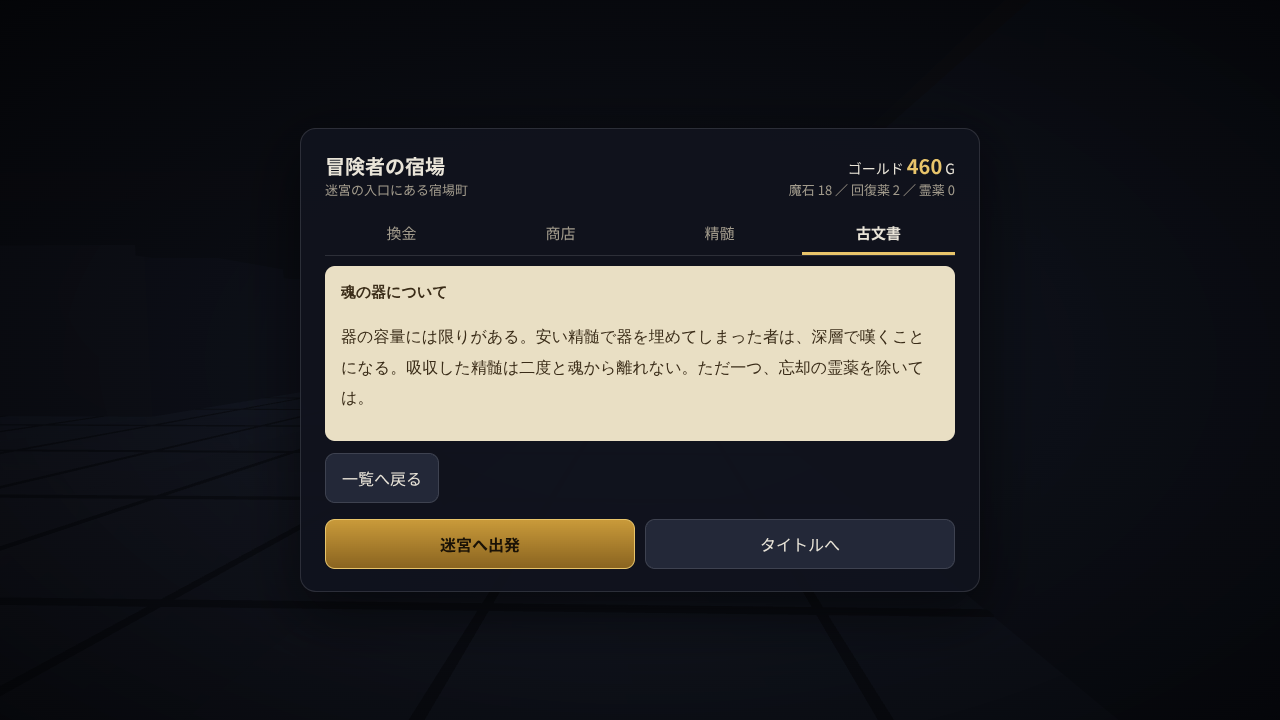 冒険者の宿場
迷宮の入口にある宿場町
ゴールド 460 G
魔石 18 ／ 回復薬 2 ／ 霊薬 0
換金
商店
精髄
古文書
魂の器について
器の容量には限りがある。安い精髄で器を埋めてしまった者は、深層で嘆くこと
になる。吸収した精髄は二度と魂から離れない。ただ一つ、忘却の霊薬を除いて
は。
一覧へ戻る
迷宮へ出発
タイトルへ